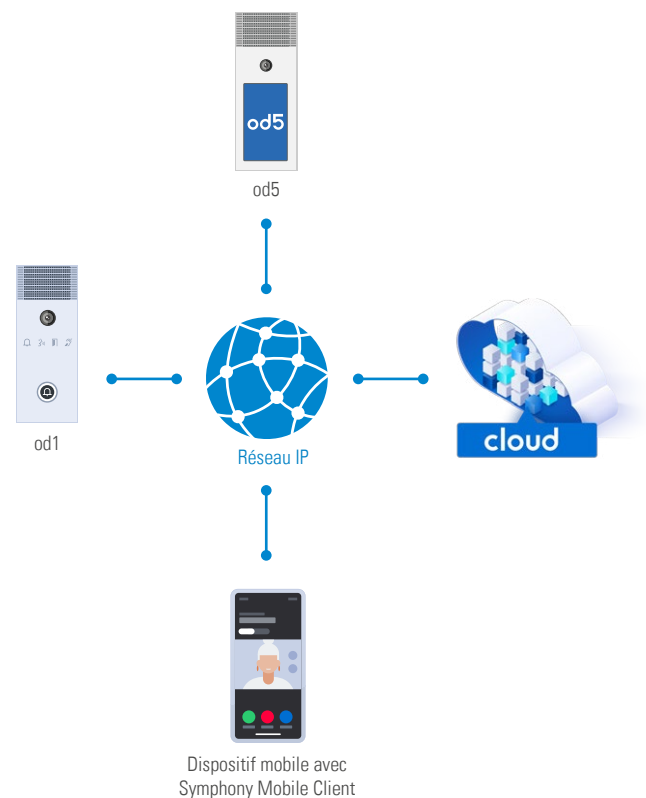 od5
od5
od1
Réseau IP
cloud
Dispositif mobile avec
Symphony Mobile Client